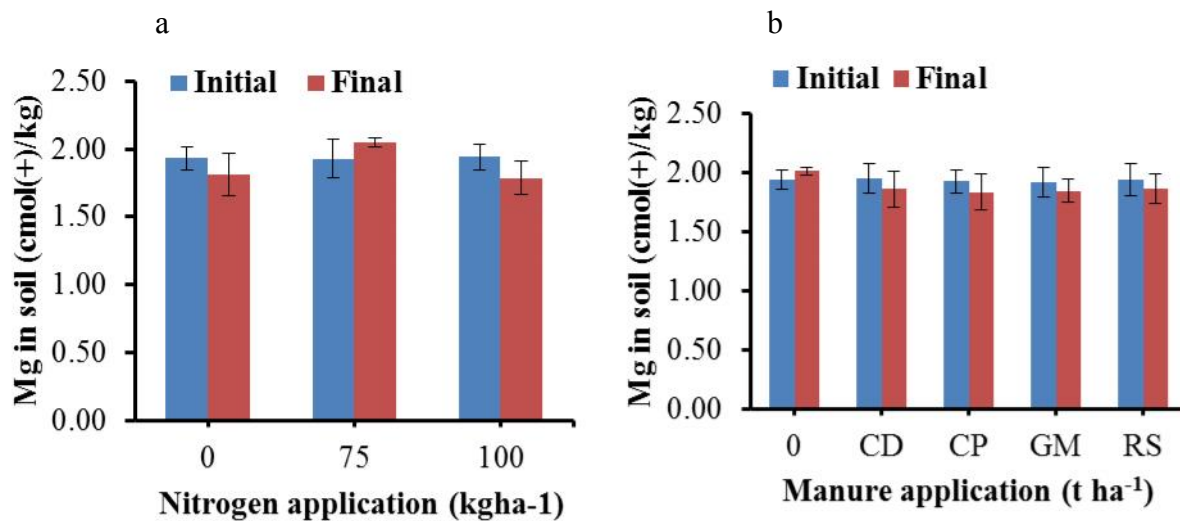 a
Initial Final
Mg in soil (cmol(+)/kg)
2.50
2.00
1.50
1.00
0.50
0.00
0 75 100
Nitrogen application (kgha-1)
b
Initial Final
Mg in soil (cmol(+)/kg)
2.50
2.00
1.50
1.00
0.50
0.00
0 CD CP GM RS
Manure application (t ha⁻¹)